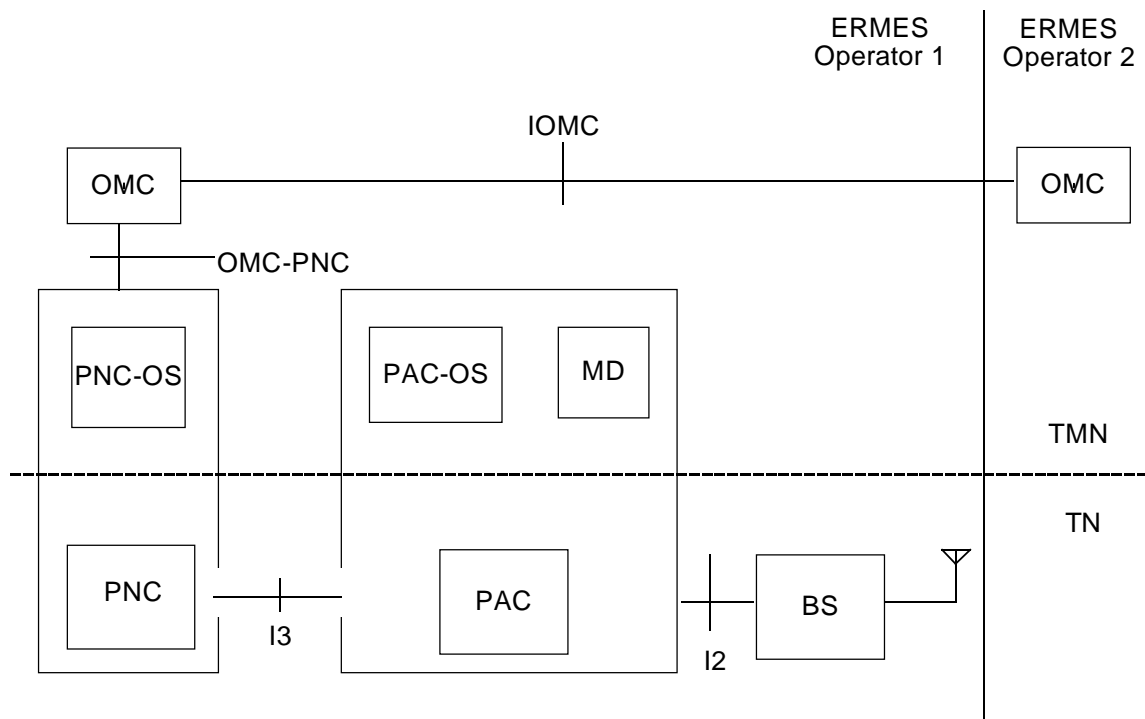 ERMES
Operator 1
ERMES
Operator 2
IOMC
OMC
OMC
OMC-PNC
PNC-OS
PAC-OS
MD
TMN
TN
PNC
PAC
BS
I3
I2